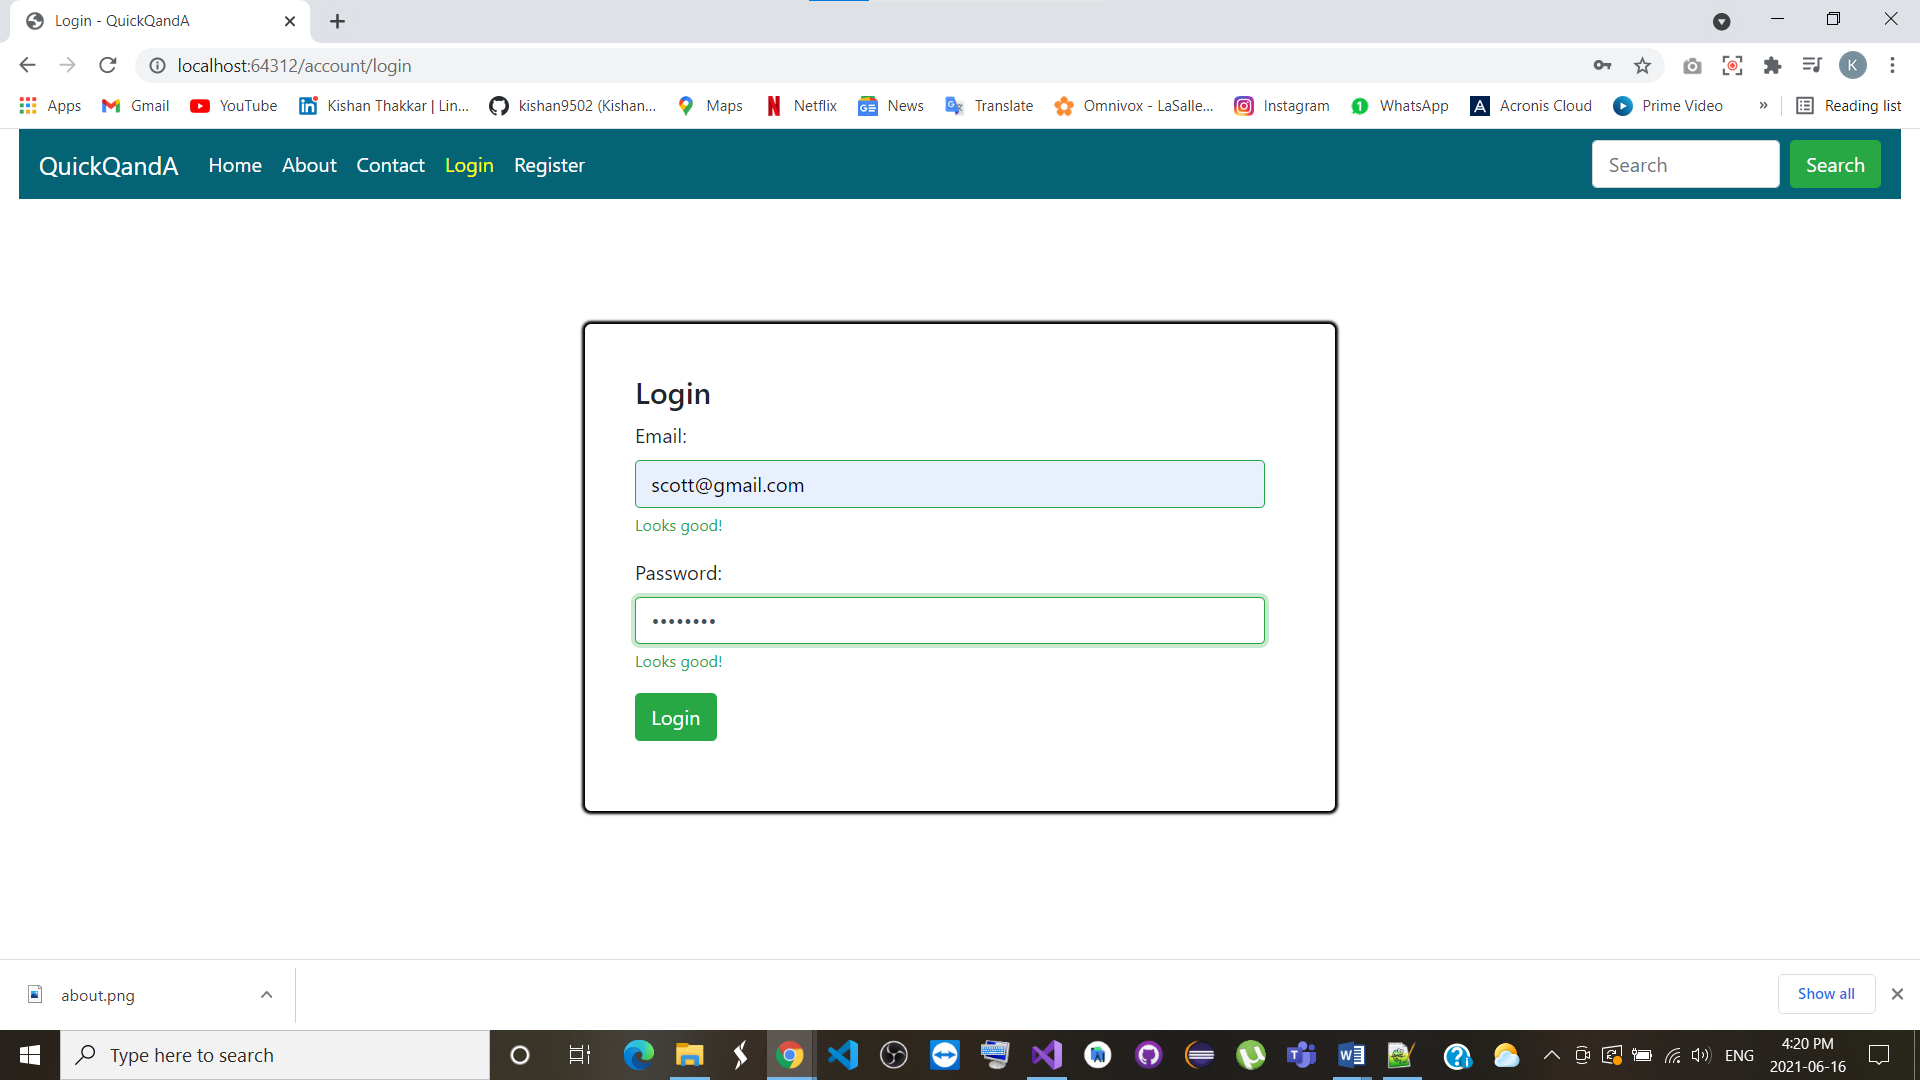 Login - QuickQandA
localhost:64312/account/login
K
Apps Gmail YouTube Kishan Thakkar | Lin... kishan9502 (Kishan... Maps Netflix News Translate Omnivox - LaSalle... Instagram 1 WhatsApp A Acronis Cloud Prime Video » Reading list
QuickQandA Home About Contact Login Register Search Search
Login
Email:
scott@gmail.com
Looks good!
Password:
••••••••
Looks good!
Login
about.png
Show all
Type here to search
ENG
4:20 PM
2021-06-16